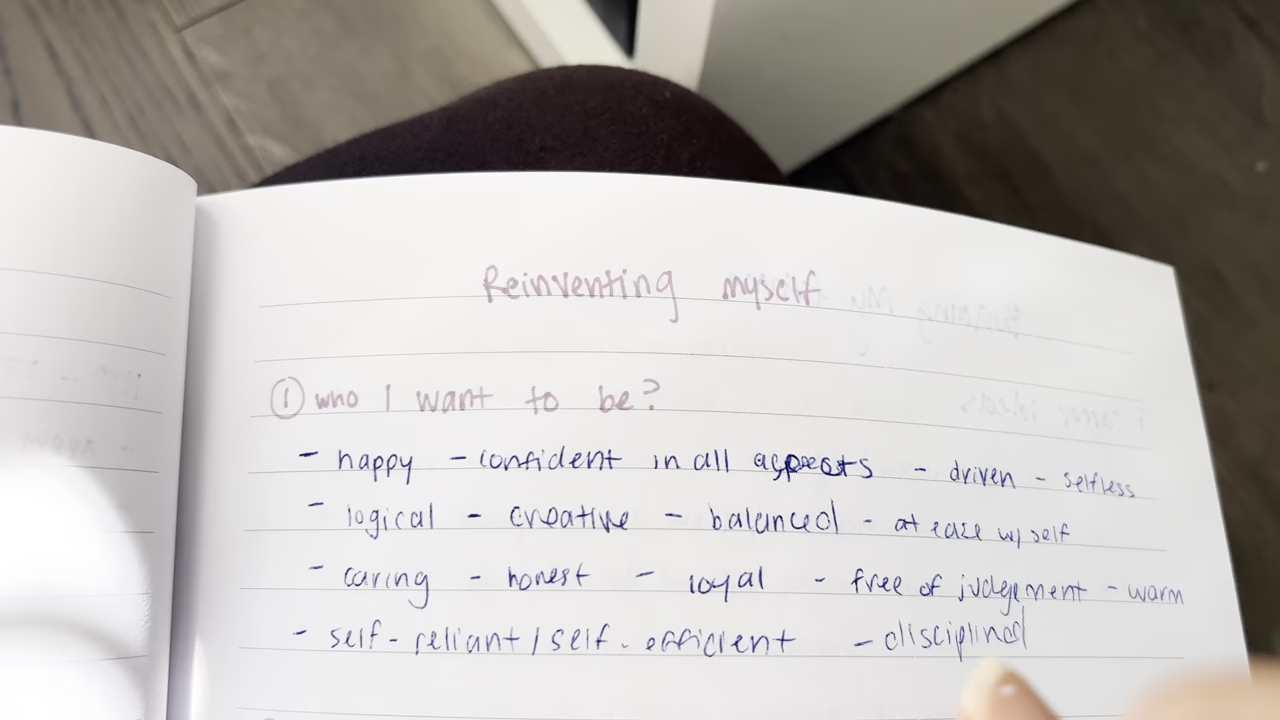 Reinventing myself
① who I want to be?
- happy - confident in all aspects - driven - selfless
- logical - creative - balanced - at ease w/ self
- caring - honest - loyal - free of judgement - warm
- self-reliant / self-efficient - disciplined